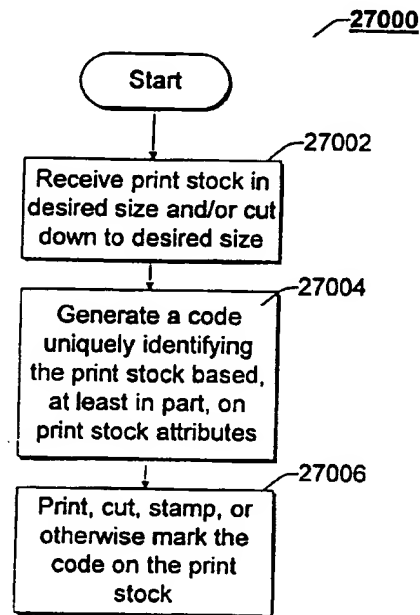 27000
Start
27002
Receive print stock in
desired size and/or cut
down to desired size
27004
Generate a code
uniquely identifying
the print stock based,
at least in part, on
print stock attributes
27006
Print, cut, stamp, or
otherwise mark the
code on the print
stock